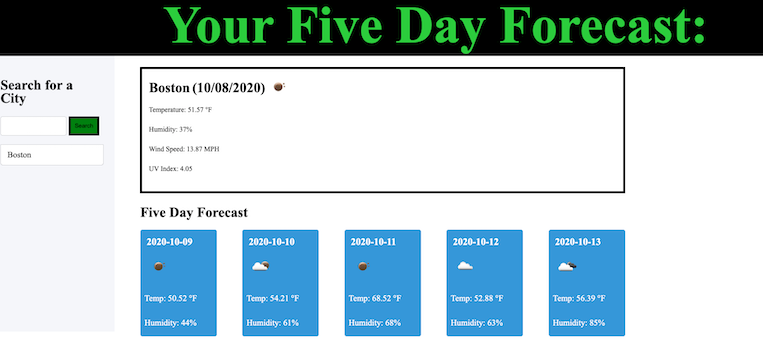 Your Five Day Forecast:
Search for a
City
Search
Boston
Boston (10/08/2020)
Temperature: 51.57 °F
Humidity: 37%
Wind Speed: 13.87 MPH
UV Index: 4.05
Five Day Forecast
2020-10-09
Temp: 50.52 °F
Humidity: 44%
2020-10-10
Temp: 54.21 °F
Humidity: 61%
2020-10-11
Temp: 68.52 °F
Humidity: 68%
2020-10-12
Temp: 52.88 °F
Humidity: 63%
2020-10-13
Temp: 56.39 °F
Humidity: 85%